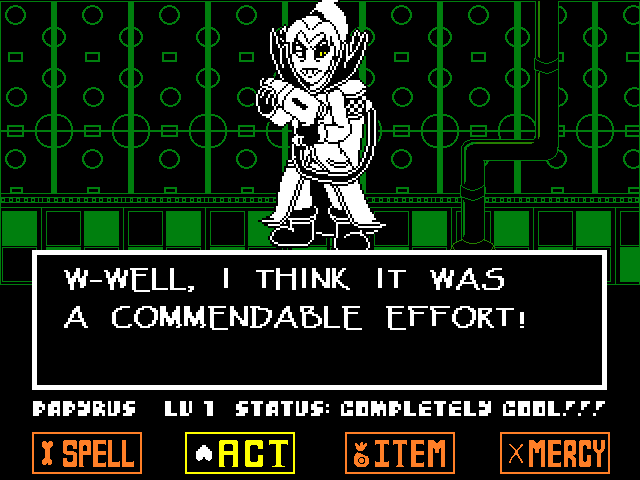 W-WELL, I THINK IT WAS
A COMMENDABLE EFFORT!
PAPYRUS LV 1 STATUS: COMPLETELY COOL!!!
SPELL ACT ITEM MERCY